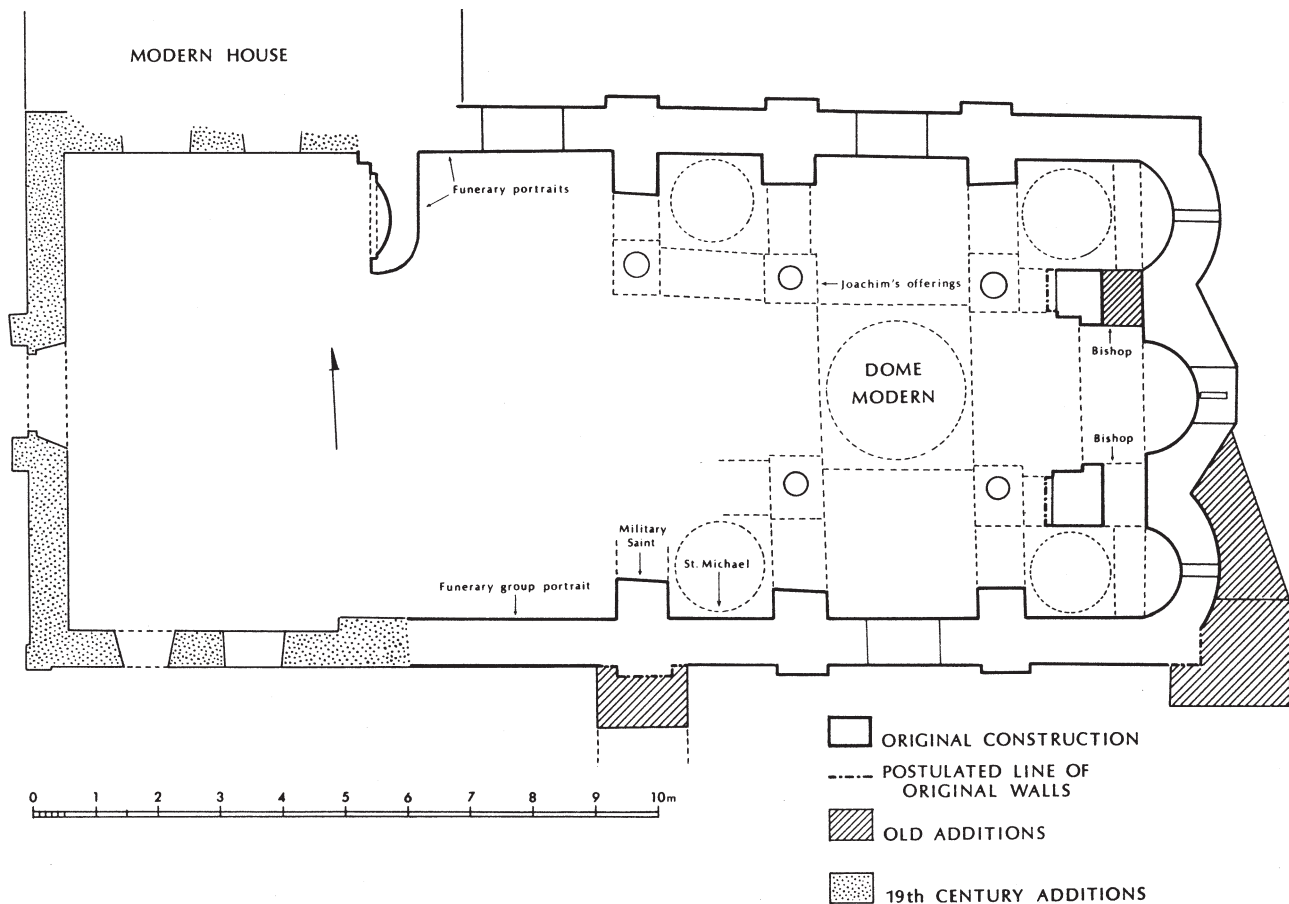 MODERN HOUSE
Funerary portraits
Joachim's offerings
Bishop
DOME
MODERN
Bishop
Military
Saint
St. Michael
Funerary group portrait
ORIGINAL CONSTRUCTION
POSTULATED LINE OF
ORIGINAL WALLS
0 1 2 3 4 5 6 7 8 9 10m
OLD ADDITIONS
19th CENTURY ADDITIONS